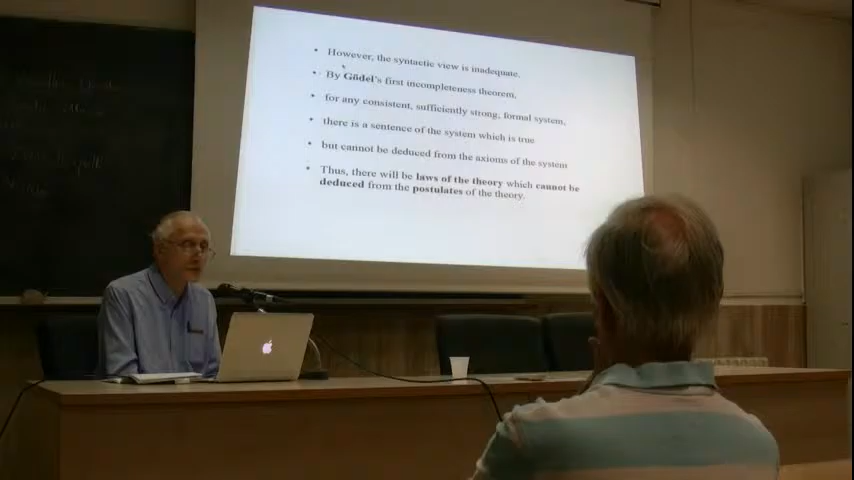 • However, the syntactic view is inadequate.
• By Gödel's first incompleteness theorem,
• for any consistent, sufficiently strong, formal system,
• there is a sentence of the system which is true
• but cannot be deduced from the axioms of the system
• Thus, there will be laws of the theory which cannot be
deduced from the postulates of the theory.